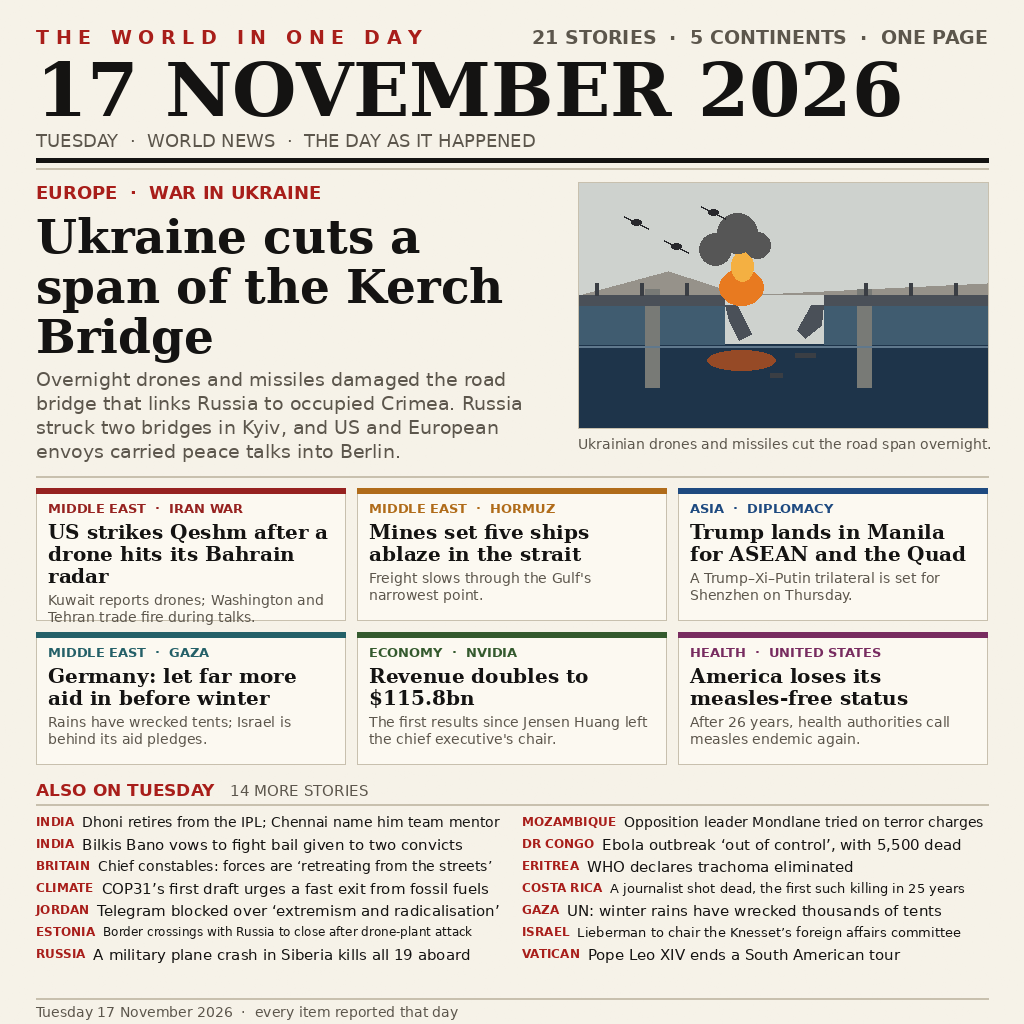 THE WORLD IN ONE DAY
21 STORIES · 5 CONTINENTS · ONE PAGE
17 NOVEMBER 2026
TUESDAY · WORLD NEWS · THE DAY AS IT HAPPENED
EUROPE · WAR IN UKRAINE
Ukraine cuts a
span of the Kerch
Bridge
Overnight drones and missiles damaged the road
bridge that links Russia to occupied Crimea. Russia
struck two bridges in Kyiv, and US and European
envoys carried peace talks into Berlin.
Ukrainian drones and missiles cut the road span overnight.
MIDDLE EAST · IRAN WAR
US strikes Qeshm after a
drone hits its Bahrain
radar
Kuwait reports drones; Washington and
Tehran trade fire during talks.
MIDDLE EAST · HORMUZ
Mines set five ships
ablaze in the strait
Freight slows through the Gulf's
narrowest point.
ASIA · DIPLOMACY
Trump lands in Manila
for ASEAN and the Quad
A Trump–Xi–Putin trilateral is set for
Shenzhen on Thursday.
MIDDLE EAST · GAZA
Germany: let far more
aid in before winter
Rains have wrecked tents; Israel is
behind its aid pledges.
ECONOMY · NVIDIA
Revenue doubles to
$115.8bn
The first results since Jensen Huang left
the chief executive's chair.
HEALTH · UNITED STATES
America loses its
measles-free status
After 26 years, health authorities call
measles endemic again.
ALSO ON TUESDAY 14 MORE STORIES
INDIA Dhoni retires from the IPL; Chennai name him team mentor
INDIA Bilkis Bano vows to fight bail given to two convicts
BRITAIN Chief constables: forces are ‘retreating from the streets’
CLIMATE COP31’s first draft urges a fast exit from fossil fuels
JORDAN Telegram blocked over ‘extremism and radicalisation’
ESTONIA Border crossings with Russia to close after drone-plant attack
RUSSIA A military plane crash in Siberia kills all 19 aboard
MOZAMBIQUE Opposition leader Mondlane tried on terror charges
DR CONGO Ebola outbreak ‘out of control’, with 5,500 dead
ERITREA WHO declares trachoma eliminated
COSTA RICA A journalist shot dead, the first such killing in 25 years
GAZA UN: winter rains have wrecked thousands of tents
ISRAEL Lieberman to chair the Knesset’s foreign affairs committee
VATICAN Pope Leo XIV ends a South American tour
Tuesday 17 November 2026 · every item reported that day